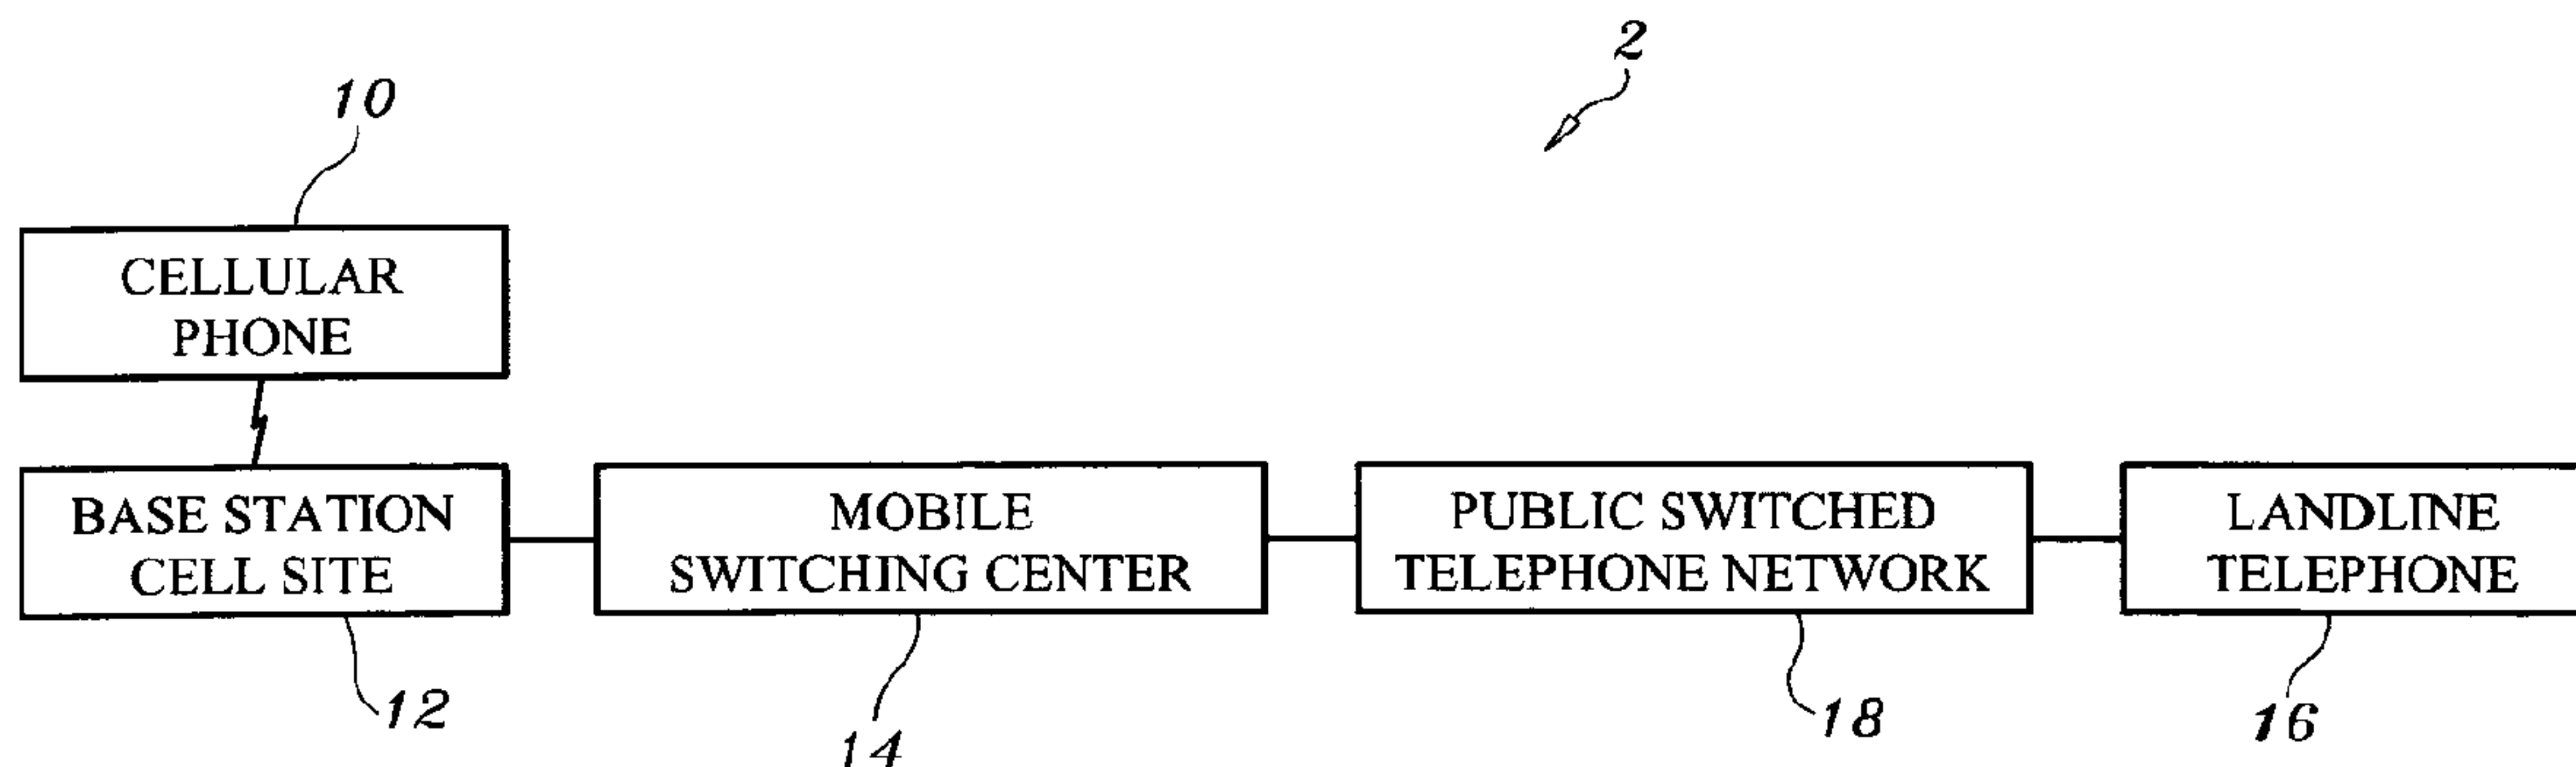 2
10
CELLULAR
PHONE
BASE STATION
CELL SITE
MOBILE
SWITCHING CENTER
PUBLIC SWITCHED
TELEPHONE NETWORK
LANDLINE
TELEPHONE
12
14
18
16